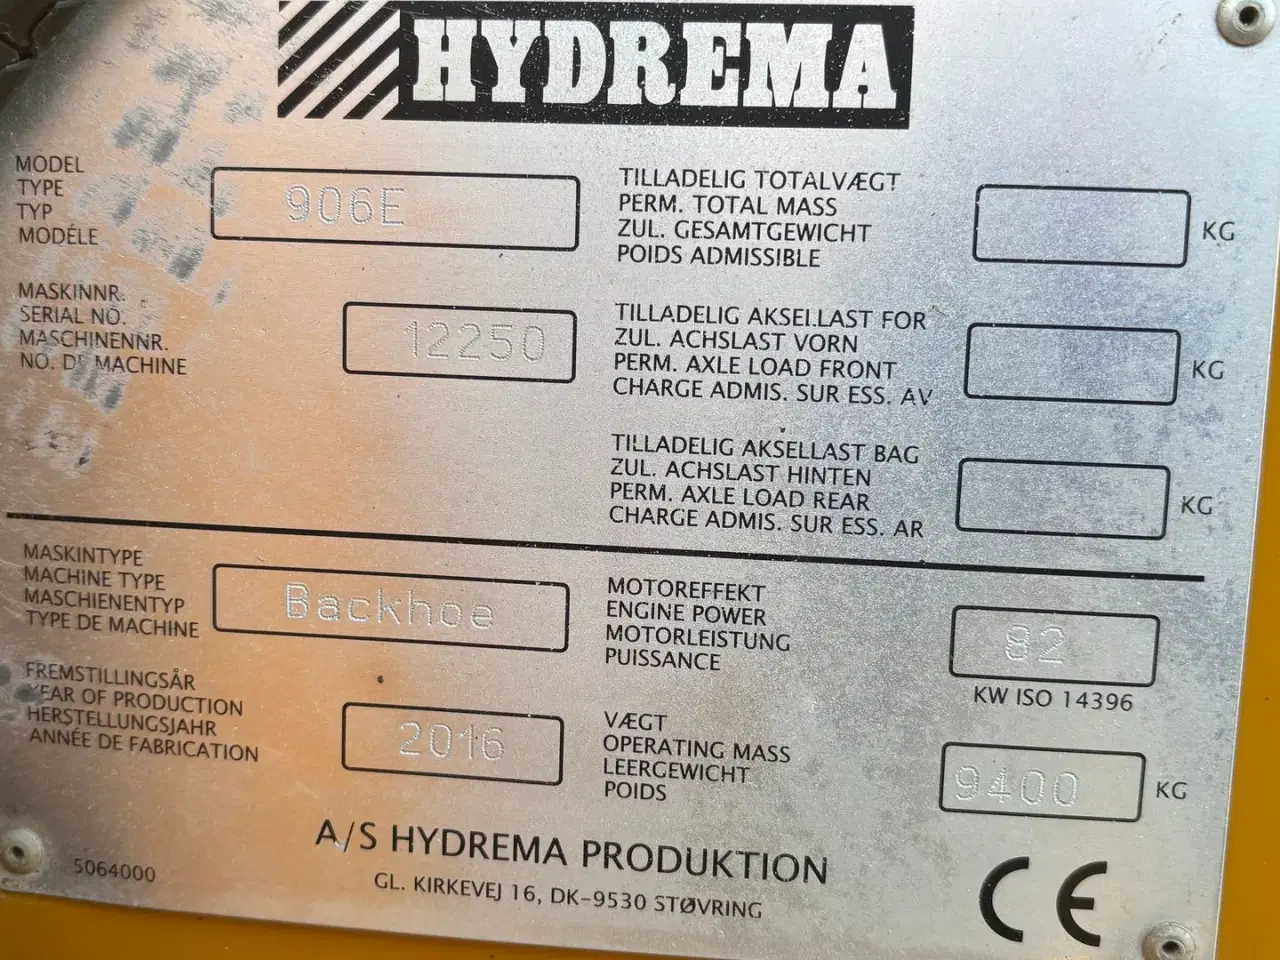 HYDREMA
MODEL
TYPE
TYP
MODÉLE
906E
MASKINNR.
SERIAL NO.
MASCHINENNR.
NO. DE MACHINE
12250
TILLADELIG TOTALVÆGT
PERM. TOTAL MASS
ZUL. GESAMTGEWICHT
POIDS ADMISSIBLE
KG
TILLADELIG AKSELLAST FOR
ZUL. ACHSLAST VORN
PERM. AXLE LOAD FRONT
CHARGE ADMIS. SUR ESS. AV
KG
TILLADELIG AKSELLAST BAG
ZUL. ACHSLAST HINTEN
PERM. AXLE LOAD REAR
CHARGE ADMIS. SUR ESS. AR
KG
MASKINTYPE
MACHINE TYPE
MASCHIENENTYP
TYPE DE MACHINE
Backhoe
FREMSTILLINGSÅR
YEAR OF PRODUCTION
HERSTELLUNGSJAHR
ANNÉE DE FABRICATION
2016
MOTOREFFEKT
ENGINE POWER
MOTORLEISTUNG
PUISSANCE
92
KW ISO 14396
VÆGT
OPERATING MASS
LEERGEWICHT
POIDS
9400
KG
A/S HYDREMA PRODUKTION
GL. KIRKEVEJ 16, DK-9530 STØVRING
5064000
CE